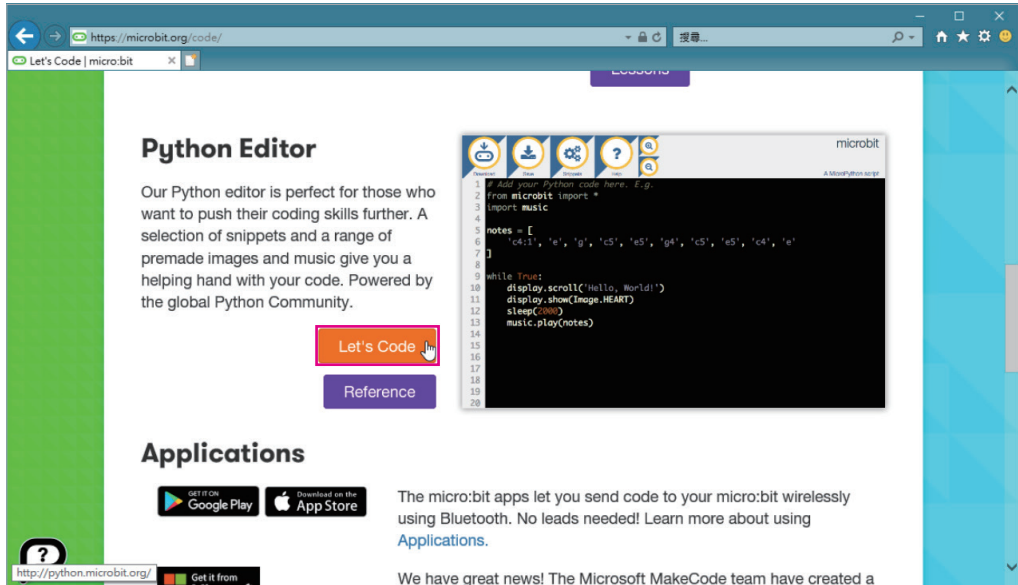 https://microbit.org/code/
搜尋...
Let's Code | micro:bit
Lessons
Python Editor
Our Python editor is perfect for those who
want to push their coding skills further. A
selection of snippets and a range of
premade images and music give you a
helping hand with your code. Powered by
the global Python Community.
Let's Code
Reference
microbit
Download
Save
Snippets
Help
A MicroPython script
1 # Add your Python code here. E.g.
2 from microbit import *
3 import music
4
5 notes = [
6 'c4:1', 'e', 'g', 'c5', 'e5', 'g4', 'c5', 'e5', 'c4', 'e'
7 ]
8
9 while True:
10 display.scroll('Hello, World!')
11 display.show(Image.HEART)
12 sleep(2000)
13 music.play(notes)
14
15
16
17
18
19
20
Applications
GET IT ON
Google Play
Download on the
App Store
The micro:bit apps let you send code to your micro:bit wirelessly
using Bluetooth. No leads needed! Learn more about using
Applications.
?
http://python.microbit.org/
Get it from
We have great news! The Microsoft MakeCode team have created a